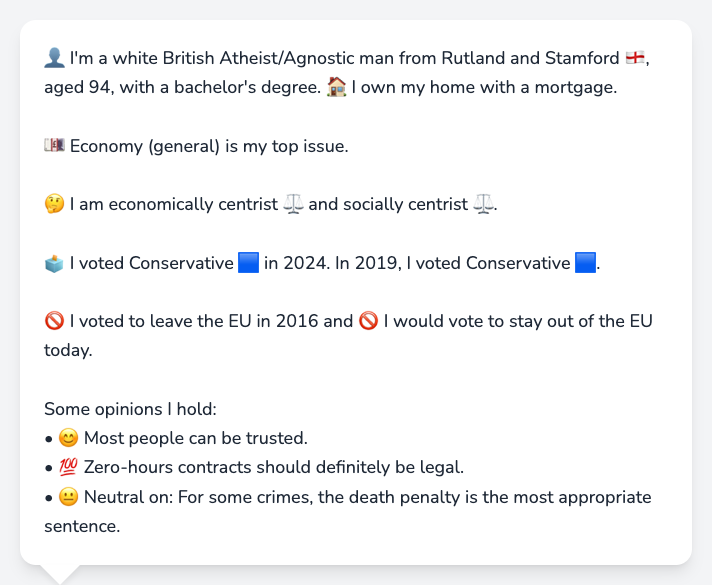 👤 I'm a white British Atheist/Agnostic man from Rutland and Stamford 🏴󠁧󠁢󠁥󠁮󠁧󠁿,
aged 94, with a bachelor's degree. 🏠 I own my home with a mortgage.
💷 Economy (general) is my top issue.
🤔 I am economically centrist ⚖️ and socially centrist ⚖️.
🗳️ I voted Conservative 🟦 in 2024. In 2019, I voted Conservative 🟦.
🚫 I voted to leave the EU in 2016 and 🚫 I would vote to stay out of the EU
today.
Some opinions I hold:
• 😊 Most people can be trusted.
• 💯 Zero-hours contracts should definitely be legal.
• 😐 Neutral on: For some crimes, the death penalty is the most appropriate
sentence.